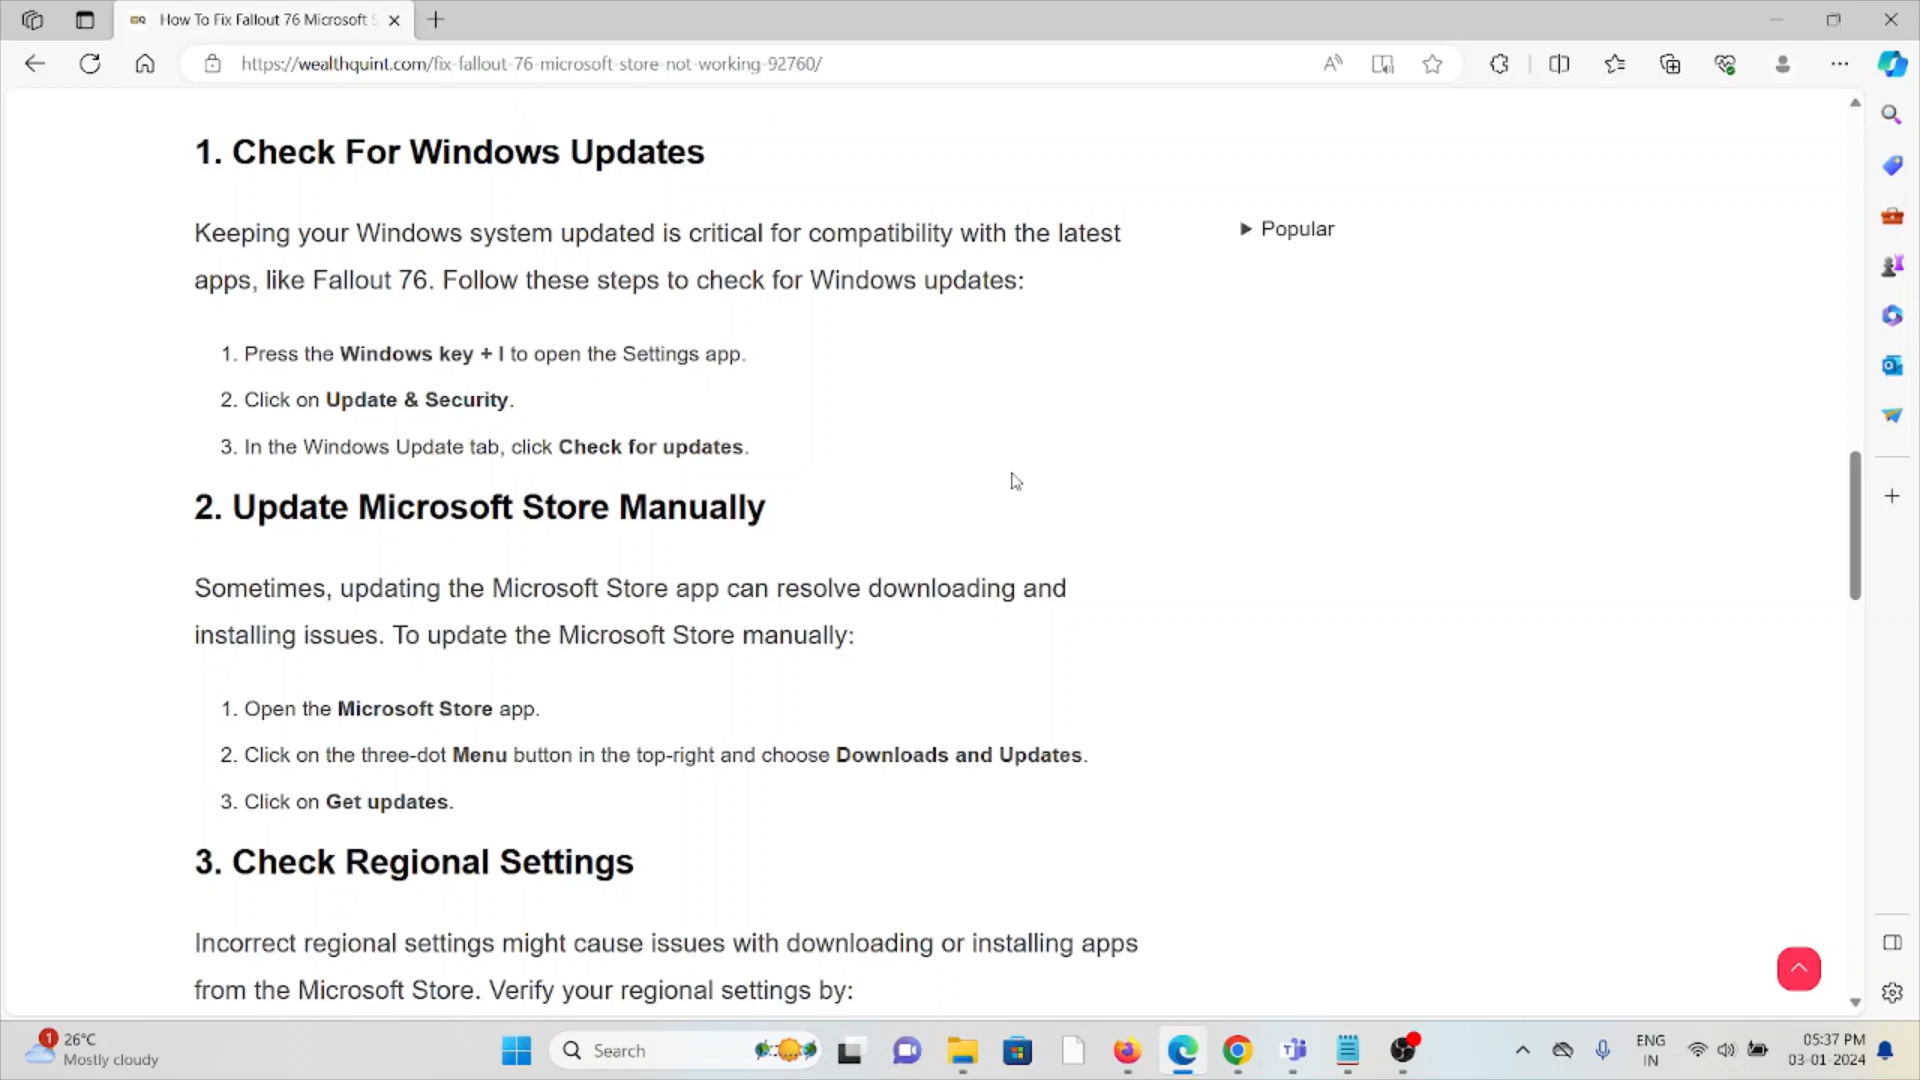 How To Fix Fallout 76 Microsoft S
https://wealthquint.com/fix-fallout-76-microsoft-store-not-working-92760/
1. Check For Windows Updates
Keeping your Windows system updated is critical for compatibility with the latest
apps, like Fallout 76. Follow these steps to check for Windows updates:
Popular
1. Press the Windows key + I to open the Settings app.
2. Click on Update & Security.
3. In the Windows Update tab, click Check for updates.
2. Update Microsoft Store Manually
Sometimes, updating the Microsoft Store app can resolve downloading and
installing issues. To update the Microsoft Store manually:
1. Open the Microsoft Store app.
2. Click on the three-dot Menu button in the top-right and choose Downloads and Updates.
3. Click on Get updates.
3. Check Regional Settings
Incorrect regional settings might cause issues with downloading or installing apps
from the Microsoft Store. Verify your regional settings by:
1
26°C
Mostly cloudy
Search
ENG
IN
05:37 PM
03-01-2024